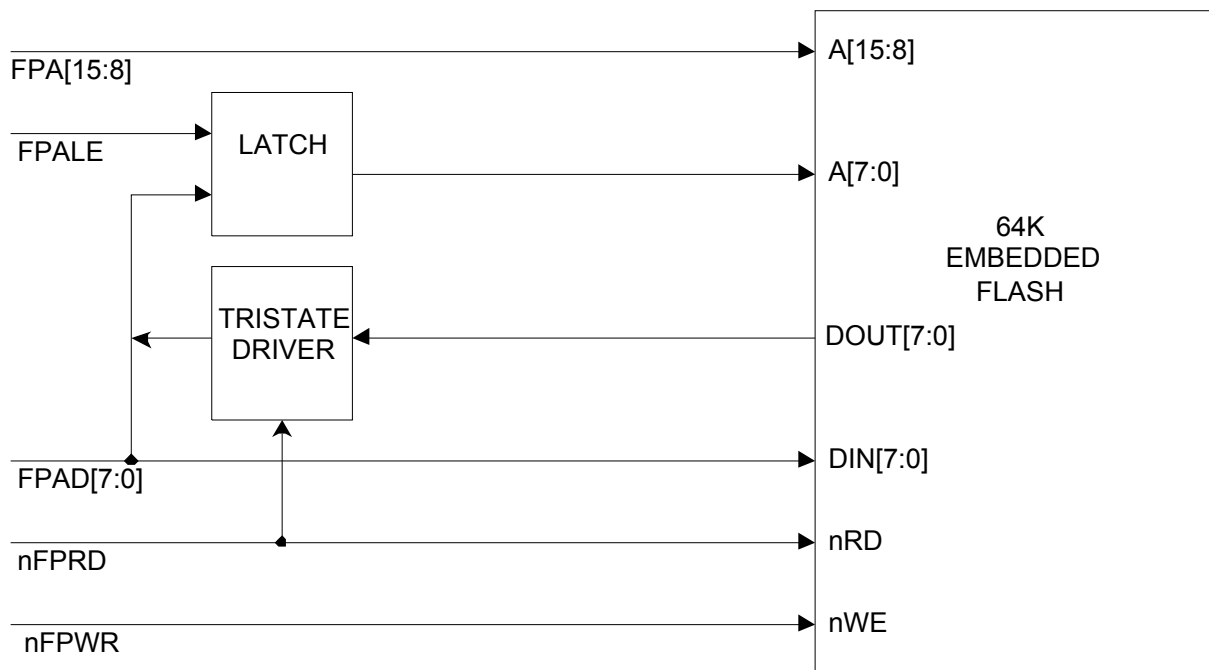 FPA[15:8]
A[15:8]
FPALE
LATCH
A[7:0]
64K
EMBEDDED
FLASH
TRISTATE
DRIVER
DOUT[7:0]
FPAD[7:0]
DIN[7:0]
nFPRD
nRD
nFPWR
nWE